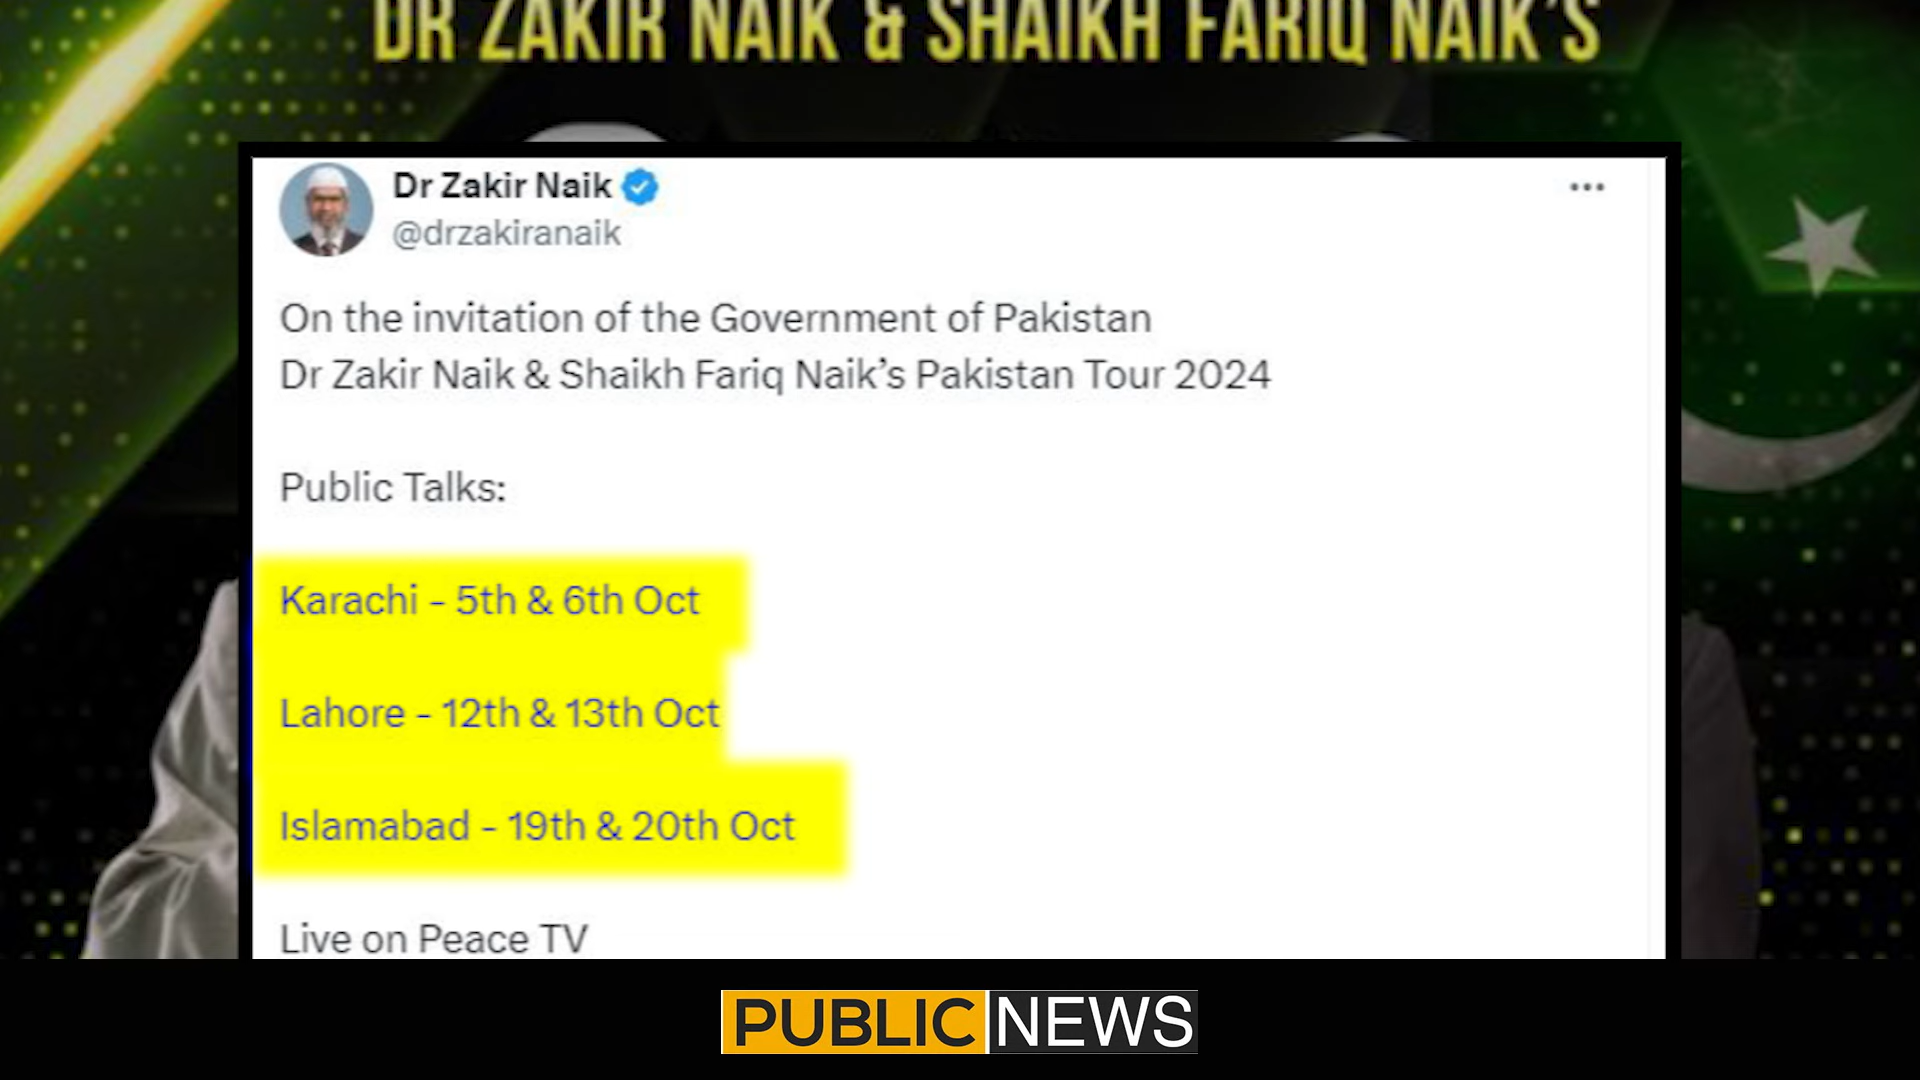 DR ZAKIR NAIK & SHAIKH FARIQ NAIK'S
Dr Zakir Naik
@drzakiranaik
On the invitation of the Government of Pakistan
Dr Zakir Naik & Shaikh Fariq Naik’s Pakistan Tour 2024
Public Talks:
Karachi - 5th & 6th Oct
Lahore - 12th & 13th Oct
Islamabad - 19th & 20th Oct
Live on Peace TV
PUBLIC NEWS